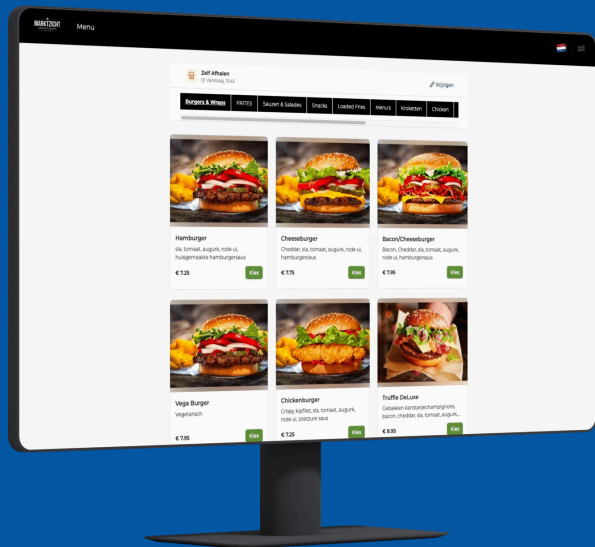 MARKTZICHT
Menu
Zelf Afhalen
Vandaag, 15:45
Wijzigen
Burgers & Wraps FRITES Sauzen & Salades Snacks Loaded Fries Menu's Kroketten Chicken
Hamburger
sla, tomaat, augurk, rode ui,
huisgemaakte hamburgersaus
€ 7.25 Kies
Cheeseburger
Cheddar, sla, tomaat, augurk, rode ui,
hamburgersaus
€ 7.75 Kies
Bacon/Cheeseburger
Bacon, Cheddar, sla, tomaat, augurk,
rode ui, hamburgersaus
€ 7.95 Kies
Vega Burger
Vegetarisch
€ 7.95 Kies
Chickenburger
Crispy kipfilet, sla, tomaat, augurk,
rode ui, zoetzure saus
€ 7.25 Kies
Truffle DeLuxe
Gebakken kanstanjechampignons,
bacon, cheddar, sla, tomaat, augurk,...
€ 8.95 Kies